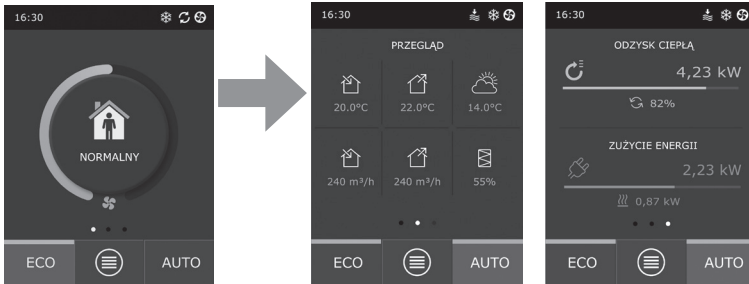 16:30
NORMALNY
ECO
AUTO
16:30
PRZEGLĄD
20.0°C
22.0°C
14.0°C
240 m³/h
240 m³/h
55%
ECO
AUTO
16:30
ODZYSK CIEPŁĄ
4,23 kW
82%
ZUŻYCIE ENERGII
2,23 kW
0,87 kW
ECO
AUTO